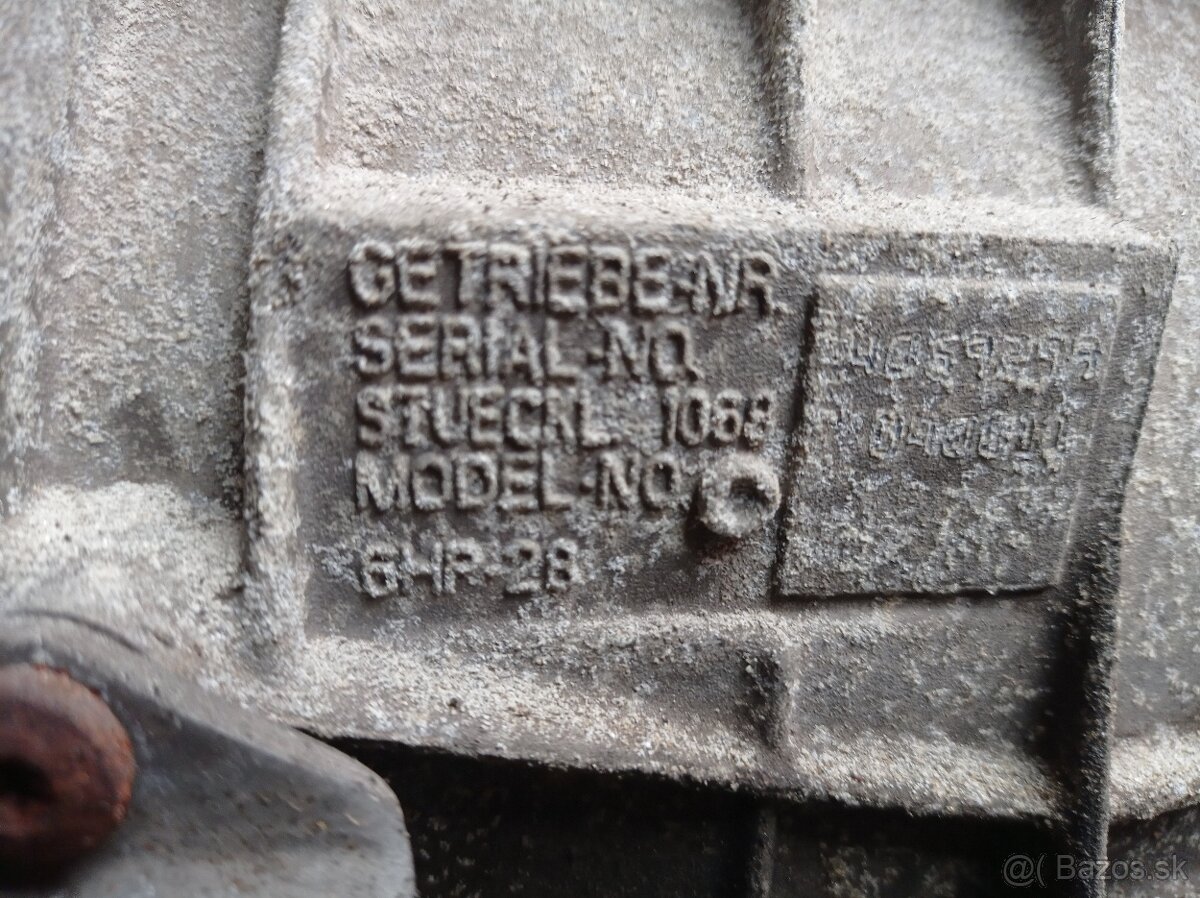 GETRIEBE-NR.
SERIAL-NO.
STUECKL. 1068
MODEL-NO.
6HP-28
@( Bazos.sk